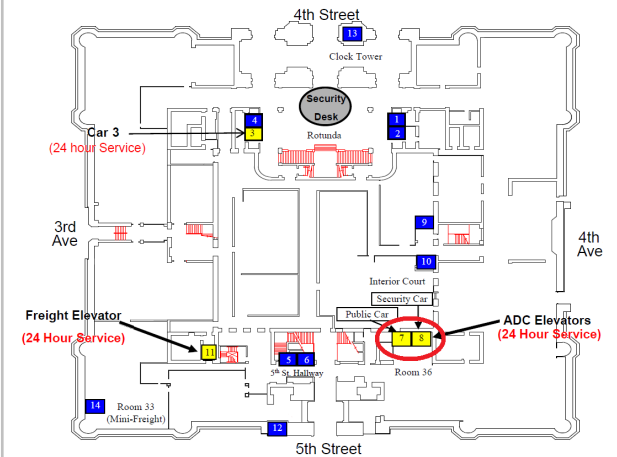 4th Street
13
Clock Tower
Security
Desk
4
1
Car 3
3
2
Rotunda
(24 hour Service)
9
3rd
Ave
4th
Ave
10
Interior Court
Security Car
Public Car
Freight Elevator
(24 Hour Service)
ADC Elevators
(24 Hour Service)
7
8
11
5
6
5th St. Hallway
Room 36
14
Room 33
(Mini-Freight)
12
5th Street